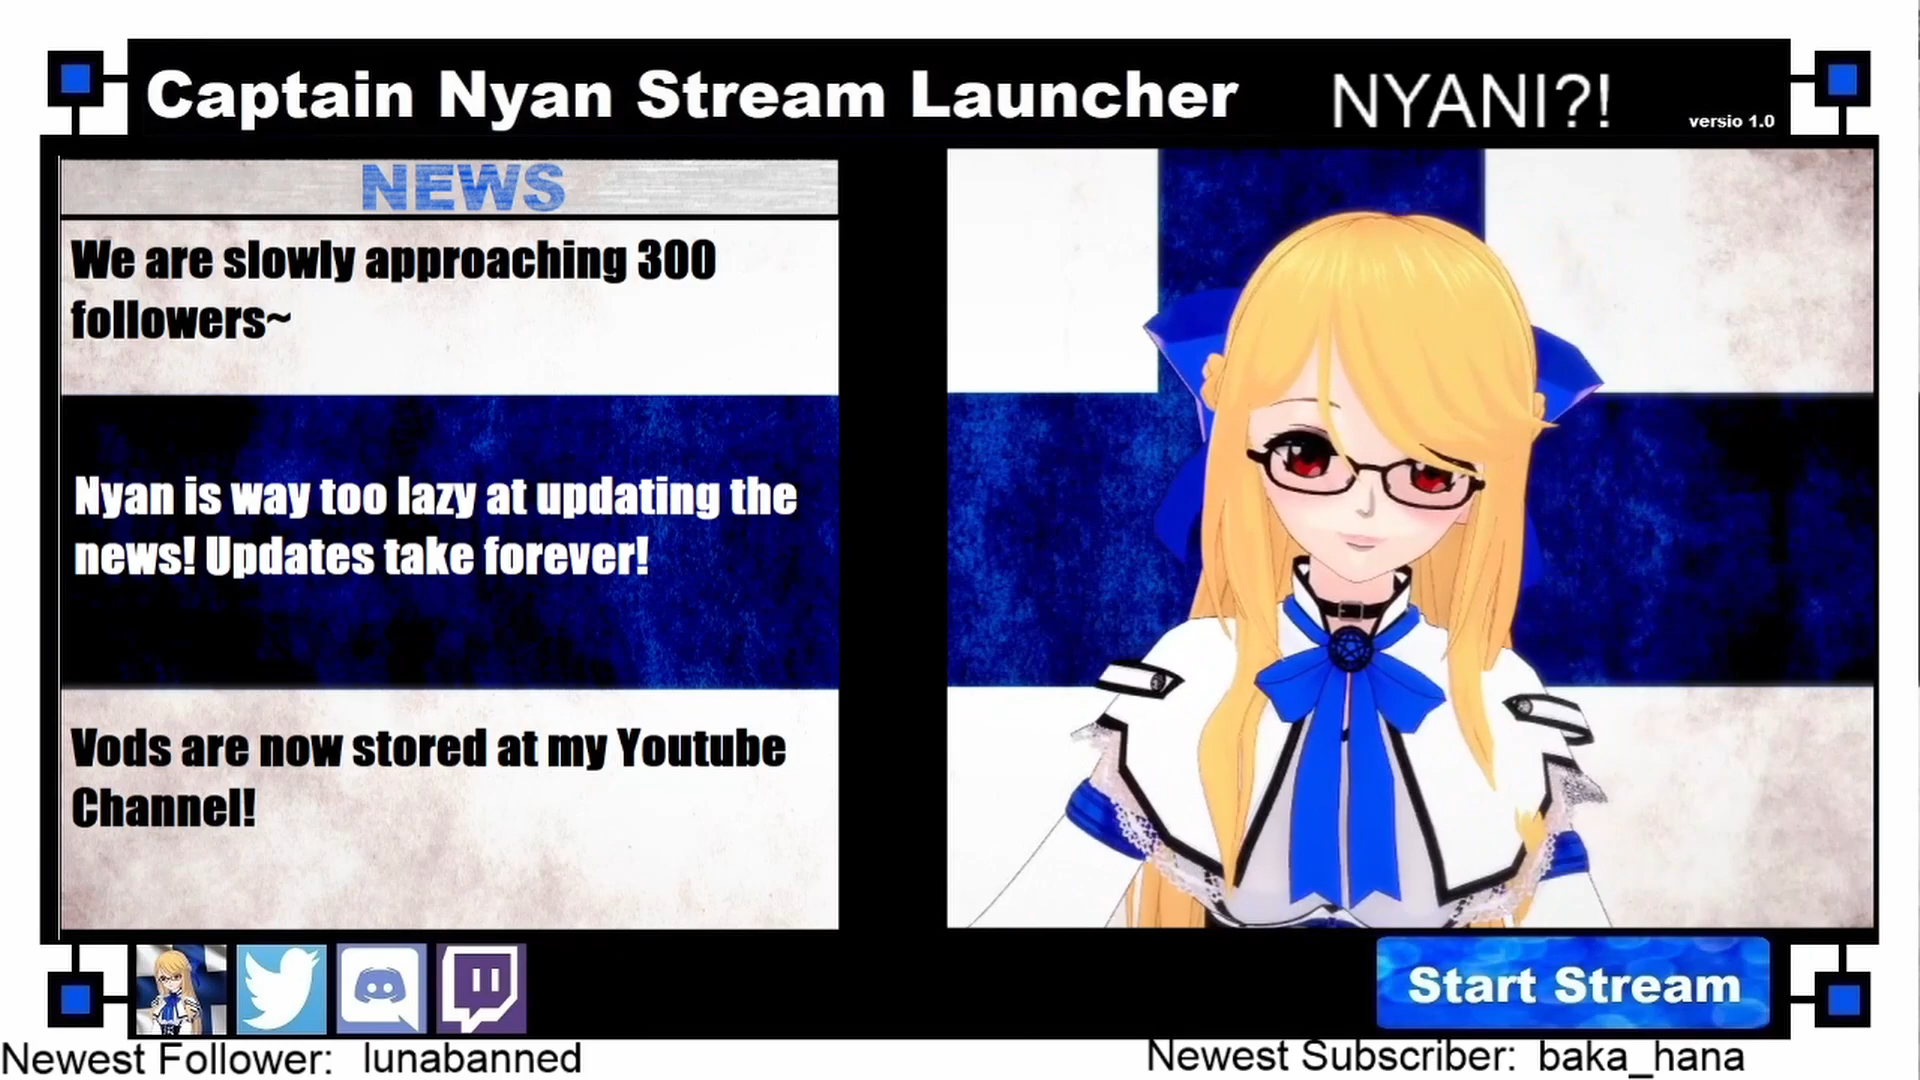 Captain Nyan Stream Launcher
NYANI?!
versio 1.0
NEWS
We are slowly approaching 300
followers~
Nyan is way too lazy at updating the
news! Updates take forever!
Vods are now stored at my Youtube
Channel!
Start Stream
Newest Follower: lunabanned
Newest Subscriber: baka_hana